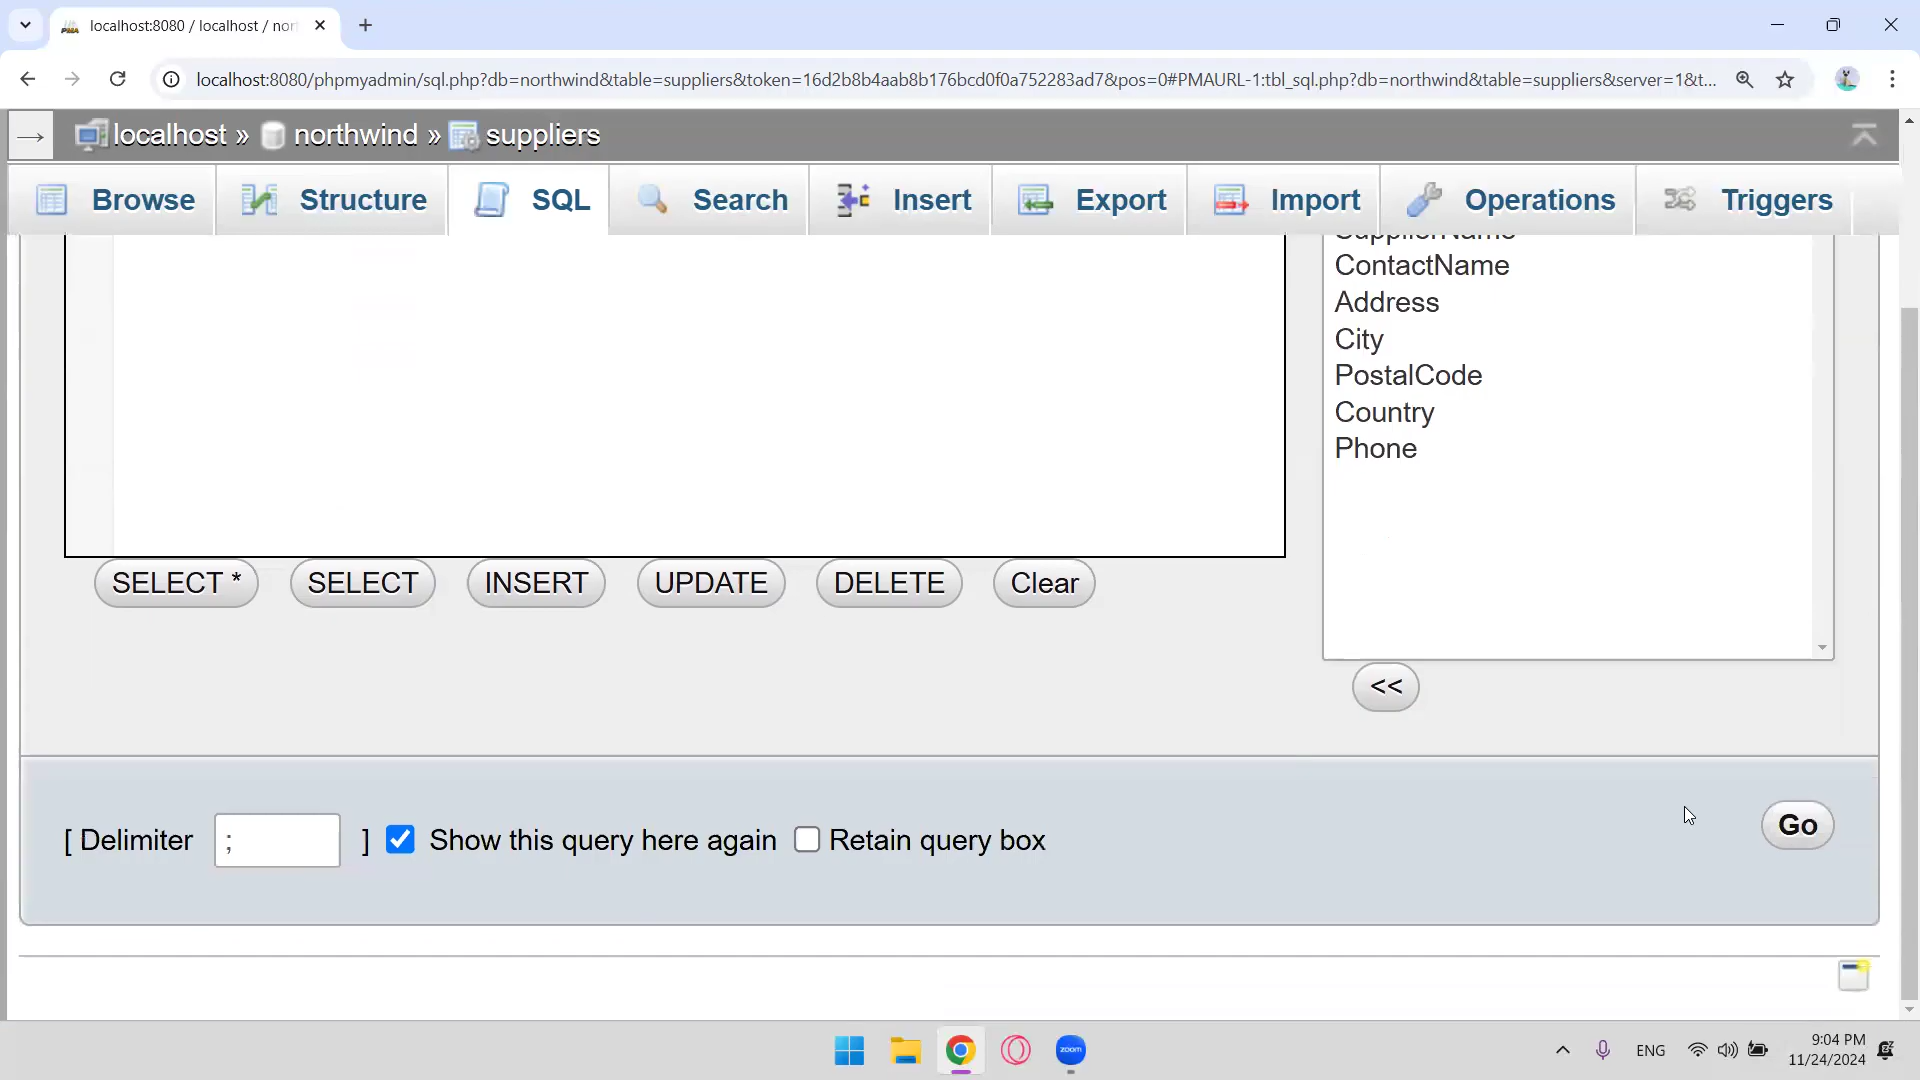 localhost:8080 / localhost / nor
localhost:8080/phpmyadmin/sql.php?db=northwind&table=suppliers&token=16d2b8b4aab8b176bcd0f0a752283ad7&pos=0#PMAURL-1:tbl_sql.php?db=northwind&table=suppliers&server=1&t...
→ localhost » northwind » suppliers
Browse Structure SQL Search Insert Export Import Operations Triggers
SupplierName
ContactName
Address
City
PostalCode
Country
Phone
SELECT * SELECT INSERT UPDATE DELETE Clear
<<
[ Delimiter ; ] Show this query here again Retain query box Go
zoom
ENG
9:04 PM
11/24/2024